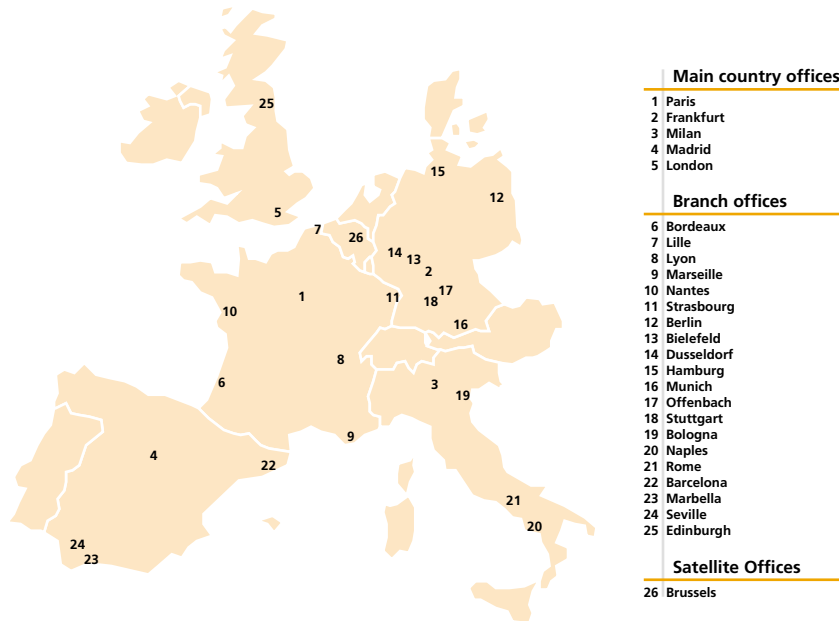 25
5
7
26
15
12
14
13
2
17
18
11
16
1
10
8
6
3
19
9
4
22
21
20
24
23
Main country offices
1 Paris
2 Frankfurt
3 Milan
4 Madrid
5 London
Branch offices
6 Bordeaux
7 Lille
8 Lyon
9 Marseille
10 Nantes
11 Strasbourg
12 Berlin
13 Bielefeld
14 Dusseldorf
15 Hamburg
16 Munich
17 Offenbach
18 Stuttgart
19 Bologna
20 Naples
21 Rome
22 Barcelona
23 Marbella
24 Seville
25 Edinburgh
Satellite Offices
26 Brussels